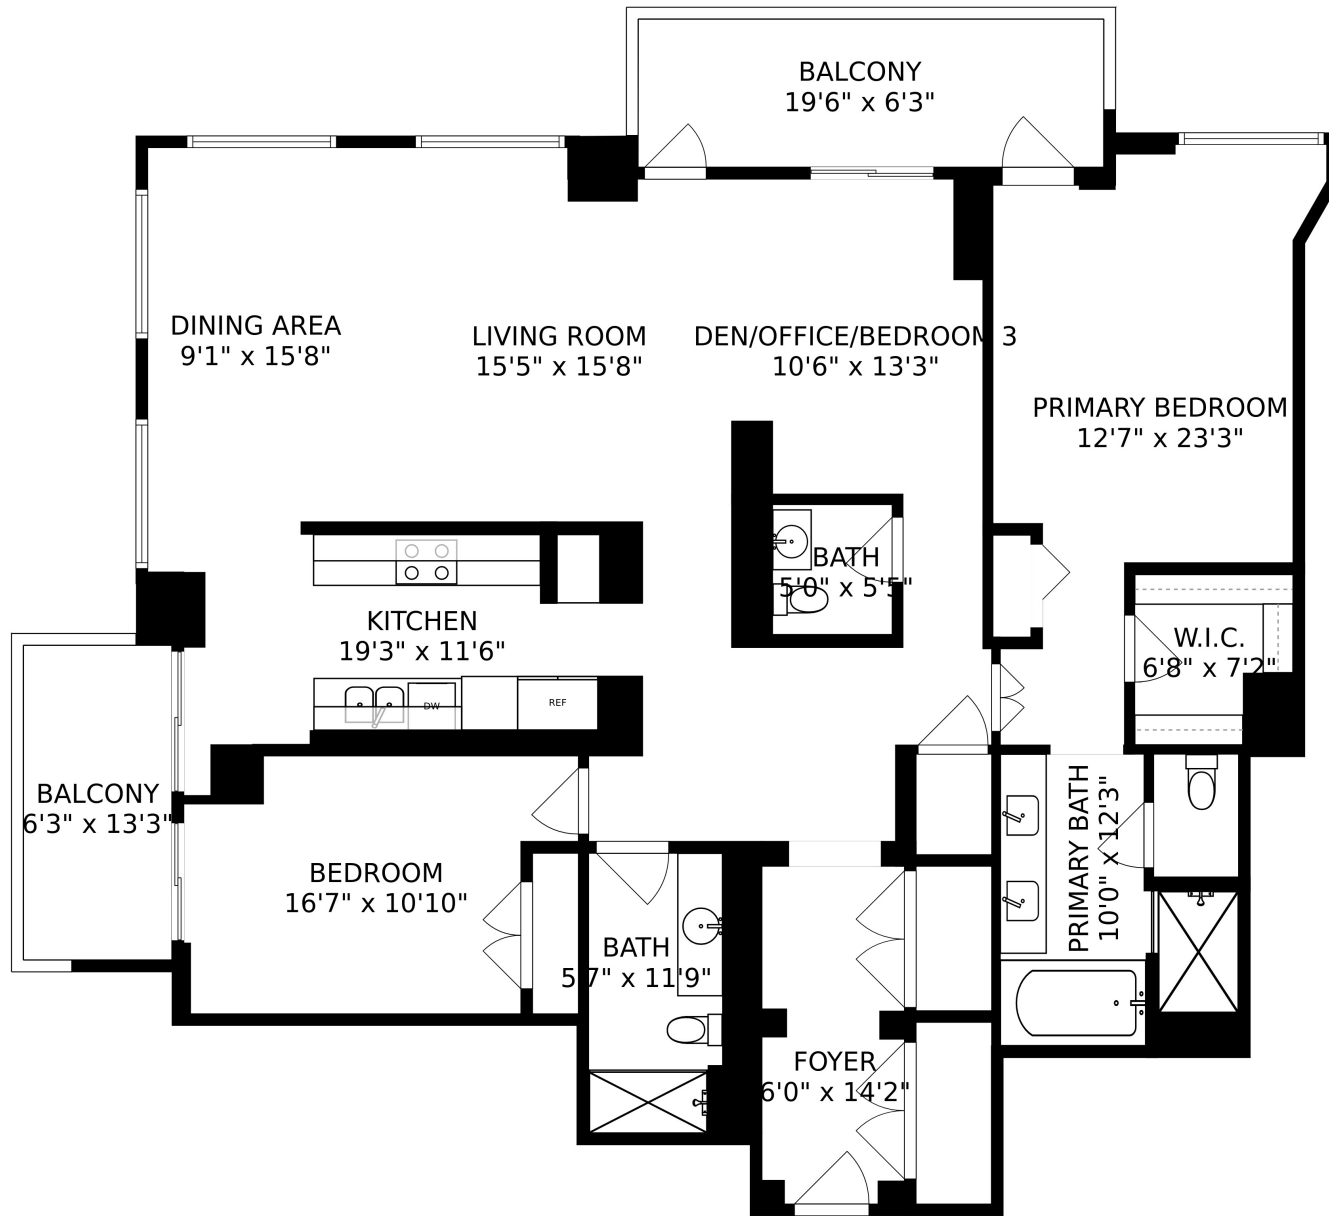 BALCONY
19'6" x 6'3"
DINING AREA
9'1" x 15'8"
LIVING ROOM
15'5" x 15'8"
DEN/OFFICE/BEDROOM 3
10'6" x 13'3"
PRIMARY BEDROOM
12'7" x 23'3"
BATH
5'0" x 5'5"
KITCHEN
19'3" x 11'6"
W.I.C.
6'8" x 7'2"
DW
REF
BALCONY
6'3" x 13'3"
PRIMARY BATH
10'0" x 12'3"
BEDROOM
16'7" x 10'10"
BATH
5'7" x 11'9"
FOYER
6'0" x 14'2"